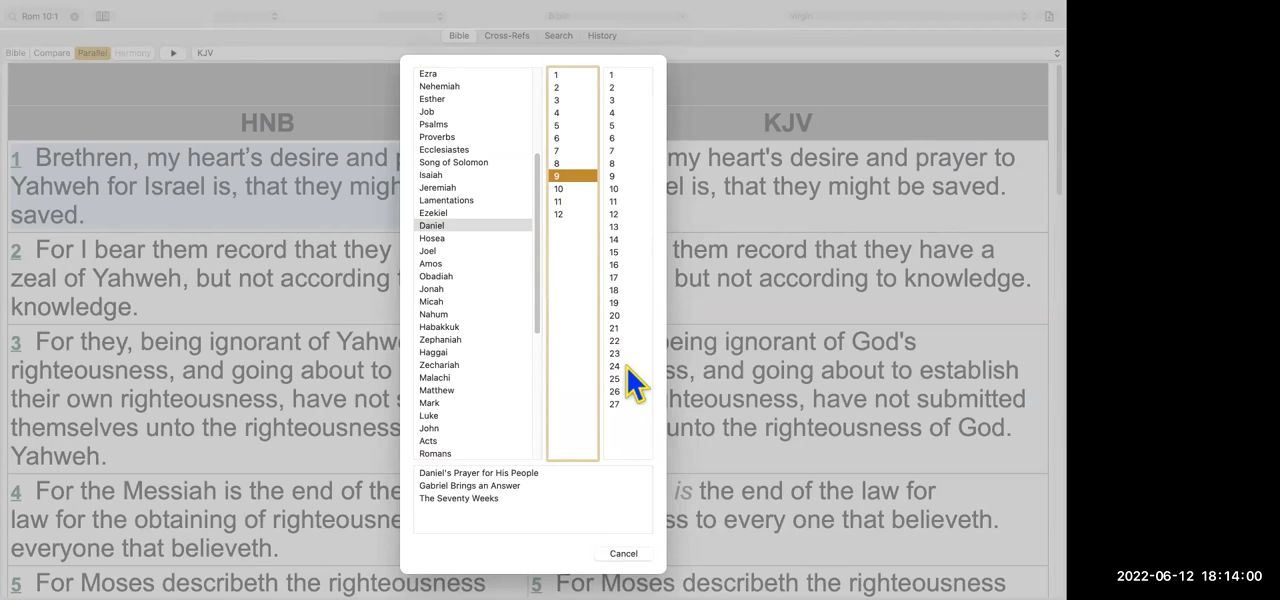 Rom 10:1
Bible Cross-Refs Search History
Bible Compare Parallel Harmony KJV
HNB KJV
1 Brethren, my heart's desire and
Yahweh for Israel is, that they
saved.
my heart's desire and prayer to
is, that they might be saved.
2 For I bear them record that they
zeal of Yahweh, but not according
knowledge.
them record that they have a
but not according to knowledge.
3 For they, being ignorant of
righteousness, and going about to
their own righteousness, have not
themselves unto the righteousness
Yahweh.
being ignorant of God's
and going about to establish
have not submitted
unto the righteousness of God.
4 For the Messiah is the end of the
law for the obtaining of
everyone that believeth.
is the end of the law for
to every one that believeth.
5 For Moses describeth the righteousness
5 For Moses describeth the righteousness
Ezra
Nehemiah
Esther
Job
Psalms
Proverbs
Ecclesiastes
Song of Solomon
Isaiah
Jeremiah
Lamentations
Ezekiel
Daniel
Hosea
Joel
Amos
Obadiah
Jonah
Micah
Nahum
Habakkuk
Zephaniah
Haggai
Zechariah
Malachi
Matthew
Mark
Luke
John
Acts
Romans
1
2
3
4
5
6
7
8
9
10
11
12
1
2
3
4
5
6
7
8
9
10
11
12
13
14
15
16
17
18
19
20
21
22
23
24
25
26
27
Daniel's Prayer for His People
Gabriel Brings an Answer
The Seventy Weeks
Cancel
2022-06-12 18:14:00